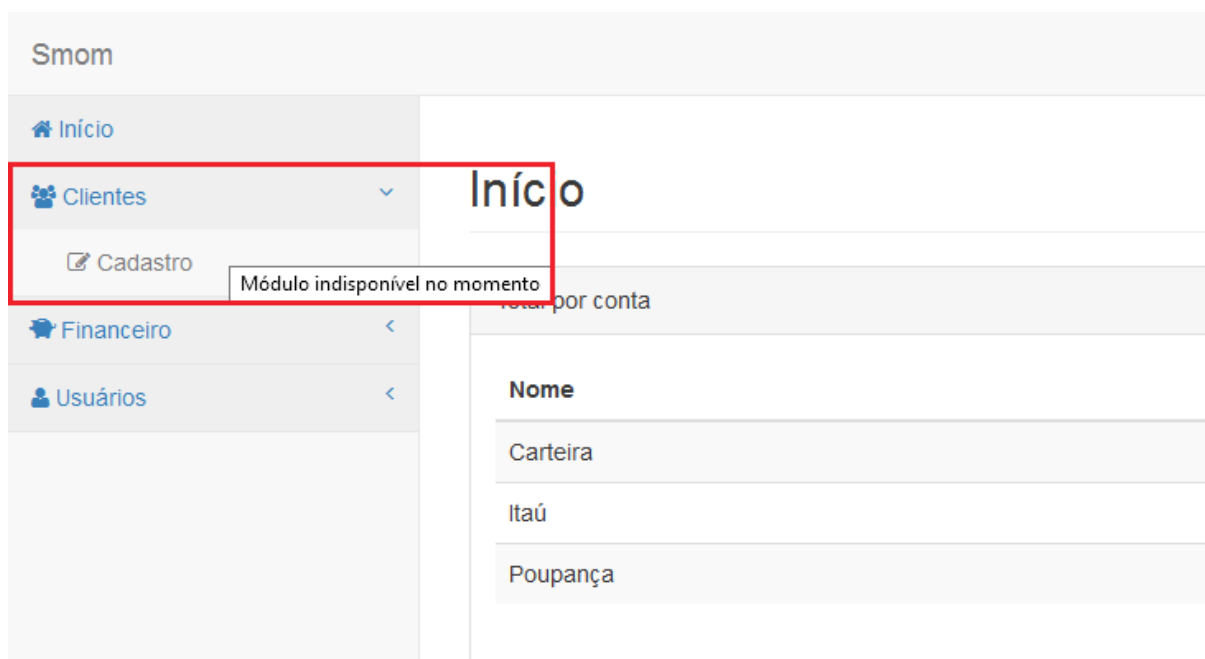 Smom
Início
Clientes
Cadastro
Módulo indisponível no momento
Financeiro
Usuários
Início
por conta
Nome
Carteira
Itaú
Poupança